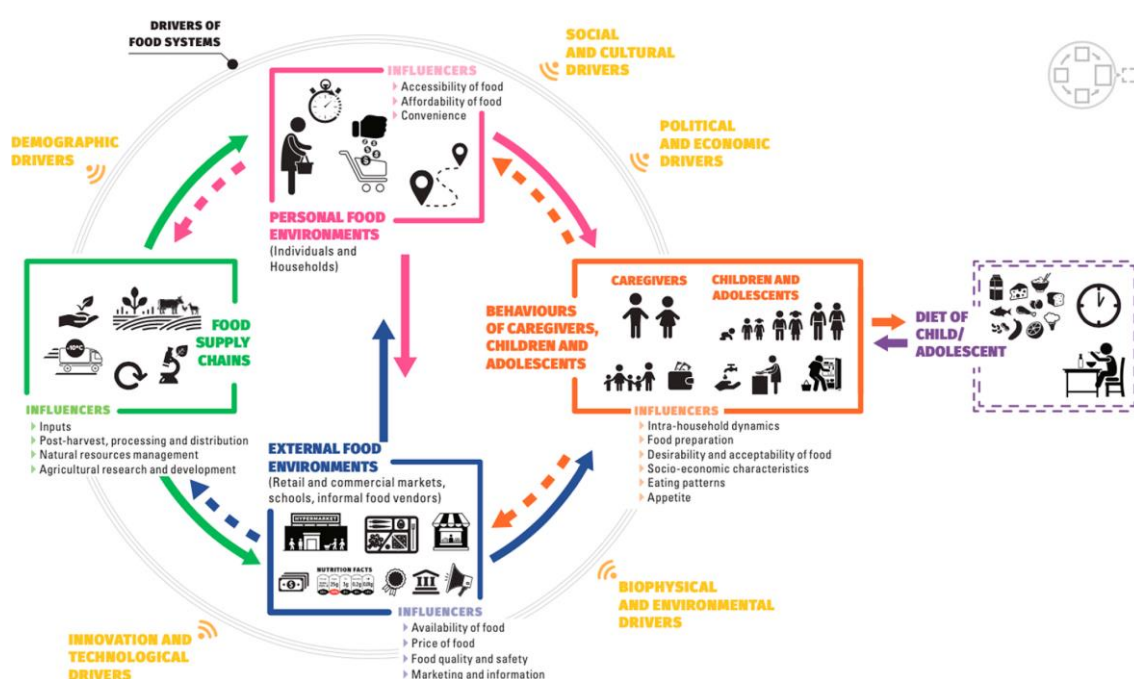 DRIVERS OF
FOOD SYSTEMS
SOCIAL
AND CULTURAL
DRIVERS
POLITICAL
AND ECONOMIC
DRIVERS
DEMOGRAPHIC
DRIVERS
INFLUENCERS
Accessibility of food
Affordability of food
Convenience
PERSONAL FOOD
ENVIRONMENTS
(Individuals and
Households)
FOOD
SUPPLY
CHAINS
INFLUENCERS
Inputs
Post-harvest, processing and distribution
Natural resources management
Agricultural research and development
BEHAVIOURS
OF CAREGIVERS,
CHILDREN AND
ADOLESCENTS
CAREGIVERS
CHILDREN AND
ADOLESCENTS
INFLUENCERS
Intra-household dynamics
Food preparation
Desirability and acceptability of food
Socio-economic characteristics
Eating patterns
Appetite
DIET OF
CHILD/
ADOLESCENT
EXTERNAL FOOD
ENVIRONMENTS
(Retail and commercial markets,
schools, informal food vendors)
HYPERMARKET
NUTRITION FACTS
INFLUENCERS
Availability of food
Price of food
Food quality and safety
Marketing and information
BIOPHYSICAL
AND ENVIRONMENTAL
DRIVERS
INNOVATION AND
TECHNOLOGICAL
DRIVERS